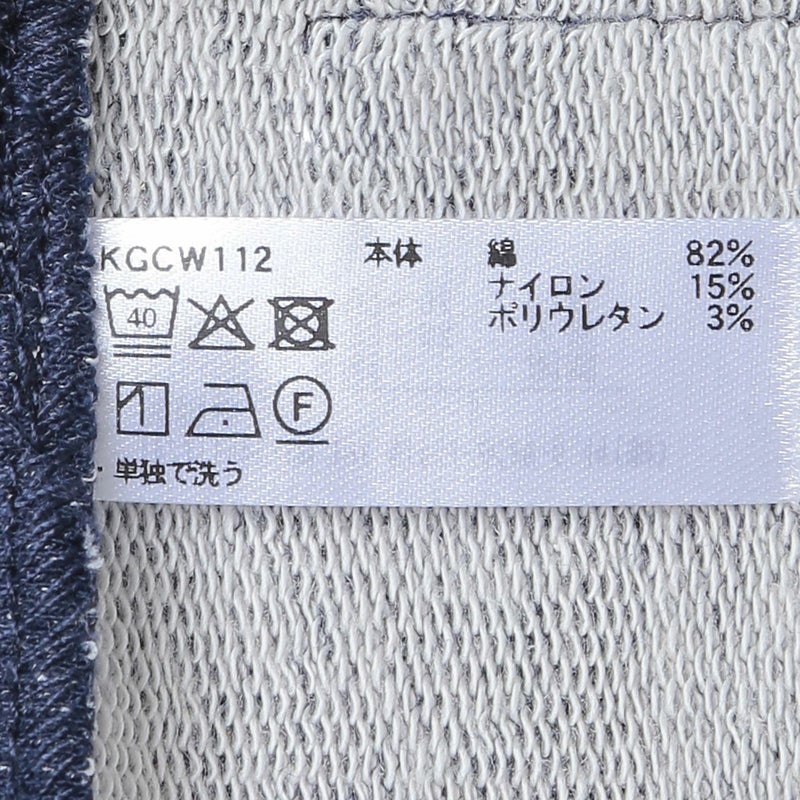 KGCW112 本体 綿 82%
ナイロン 15%
ポリウレタン 3%
40
F
・単独で洗う